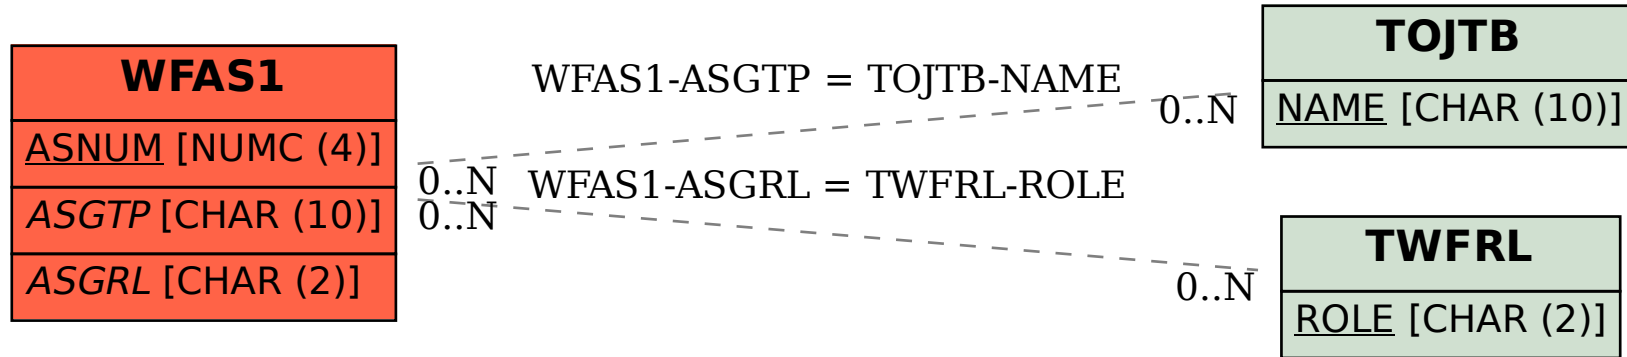 WFAS1
ASNUM [NUMC (4)]
ASGTP [CHAR (10)]
ASGRL [CHAR (2)]
WFAS1-ASGTP = TOJTB-NAME
0..N
0..N
WFAS1-ASGRL = TWFRL-ROLE
0..N
0..N
TOJTB
NAME [CHAR (10)]
TWFRL
ROLE [CHAR (2)]